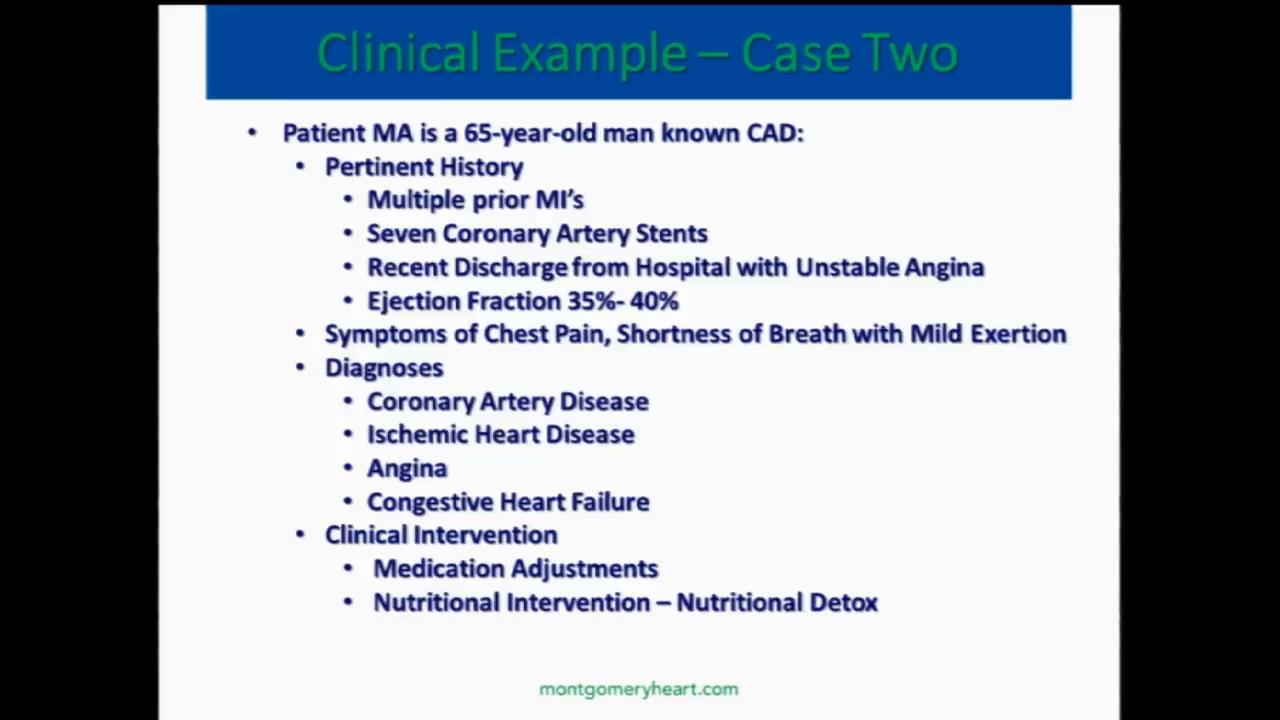 Clinical Example – Case Two
• Patient MA is a 65-year-old man known CAD:
• Pertinent History
• Multiple prior MI's
• Seven Coronary Artery Stents
• Recent Discharge from Hospital with Unstable Angina
• Ejection Fraction 35%- 40%
• Symptoms of Chest Pain, Shortness of Breath with Mild Exertion
• Diagnoses
• Coronary Artery Disease
• Ischemic Heart Disease
• Angina
• Congestive Heart Failure
• Clinical Intervention
• Medication Adjustments
• Nutritional Intervention – Nutritional Detox
montgomeryheart.com